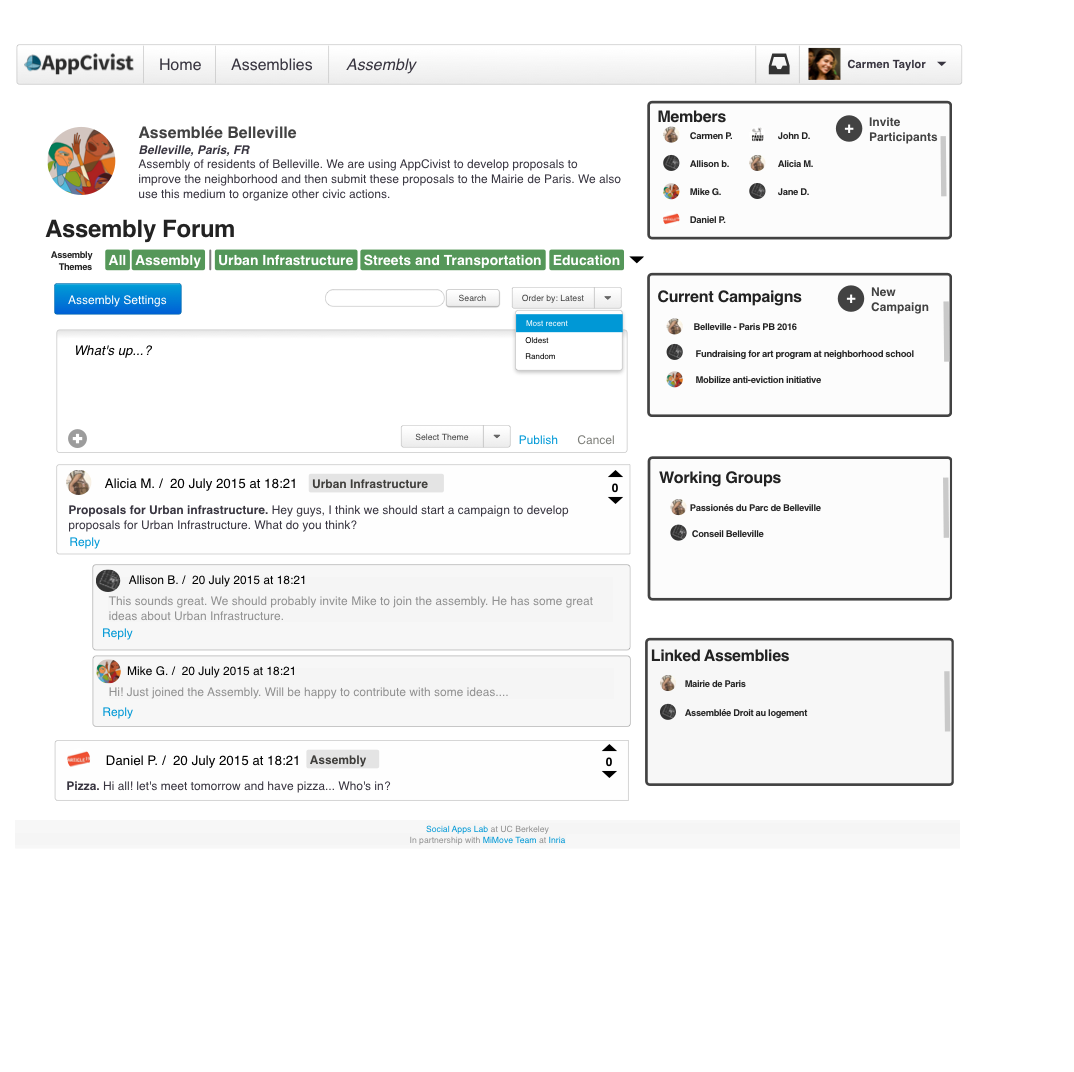 AppCivist
Home
Assemblies
Assembly
Carmen Taylor
Assemblée Belleville
Belleville, Paris, FR
Assembly of residents of Belleville. We are using AppCivist to develop proposals to
improve the neighborhood and then submit these proposals to the Mairie de Paris. We also
use this medium to organize other civic actions.
Assembly Forum
Assembly
Themes
All
Assembly
Urban Infrastructure
Streets and Transportation
Education
Assembly Settings
Search
Order by: Latest
Most recent
Oldest
Random
What's up...?
Select Theme
Publish
Cancel
Alicia M. / 20 July 2015 at 18:21
Urban Infrastructure
0
Proposals for Urban infrastructure. Hey guys, I think we should start a campaign to develop
proposals for Urban Infrastructure. What do you think?
Reply
Allison B. / 20 July 2015 at 18:21
This sounds great. We should probably invite Mike to join the assembly. He has some great
ideas about Urban Infrastructure.
Reply
Mike G. / 20 July 2015 at 18:21
Hi! Just joined the Assembly. Will be happy to contribute with some ideas....
Reply
Daniel P. / 20 July 2015 at 18:21
Assembly
0
Pizza. Hi all! let's meet tomorrow and have pizza... Who's in?
Members
Invite
Participants
Carmen P.
John D.
Allison b.
Alicia M.
Mike G.
Jane D.
Daniel P.
Current Campaigns
New
Campaign
Belleville - Paris PB 2016
Fundraising for art program at neighborhood school
Mobilize anti-eviction initiative
Working Groups
Passionés du Parc de Belleville
Conseil Belleville
Linked Assemblies
Mairie de Paris
Assemblée Droit au logement
Social Apps Lab at UC Berkeley
In partnership with MiMove Team at Inria